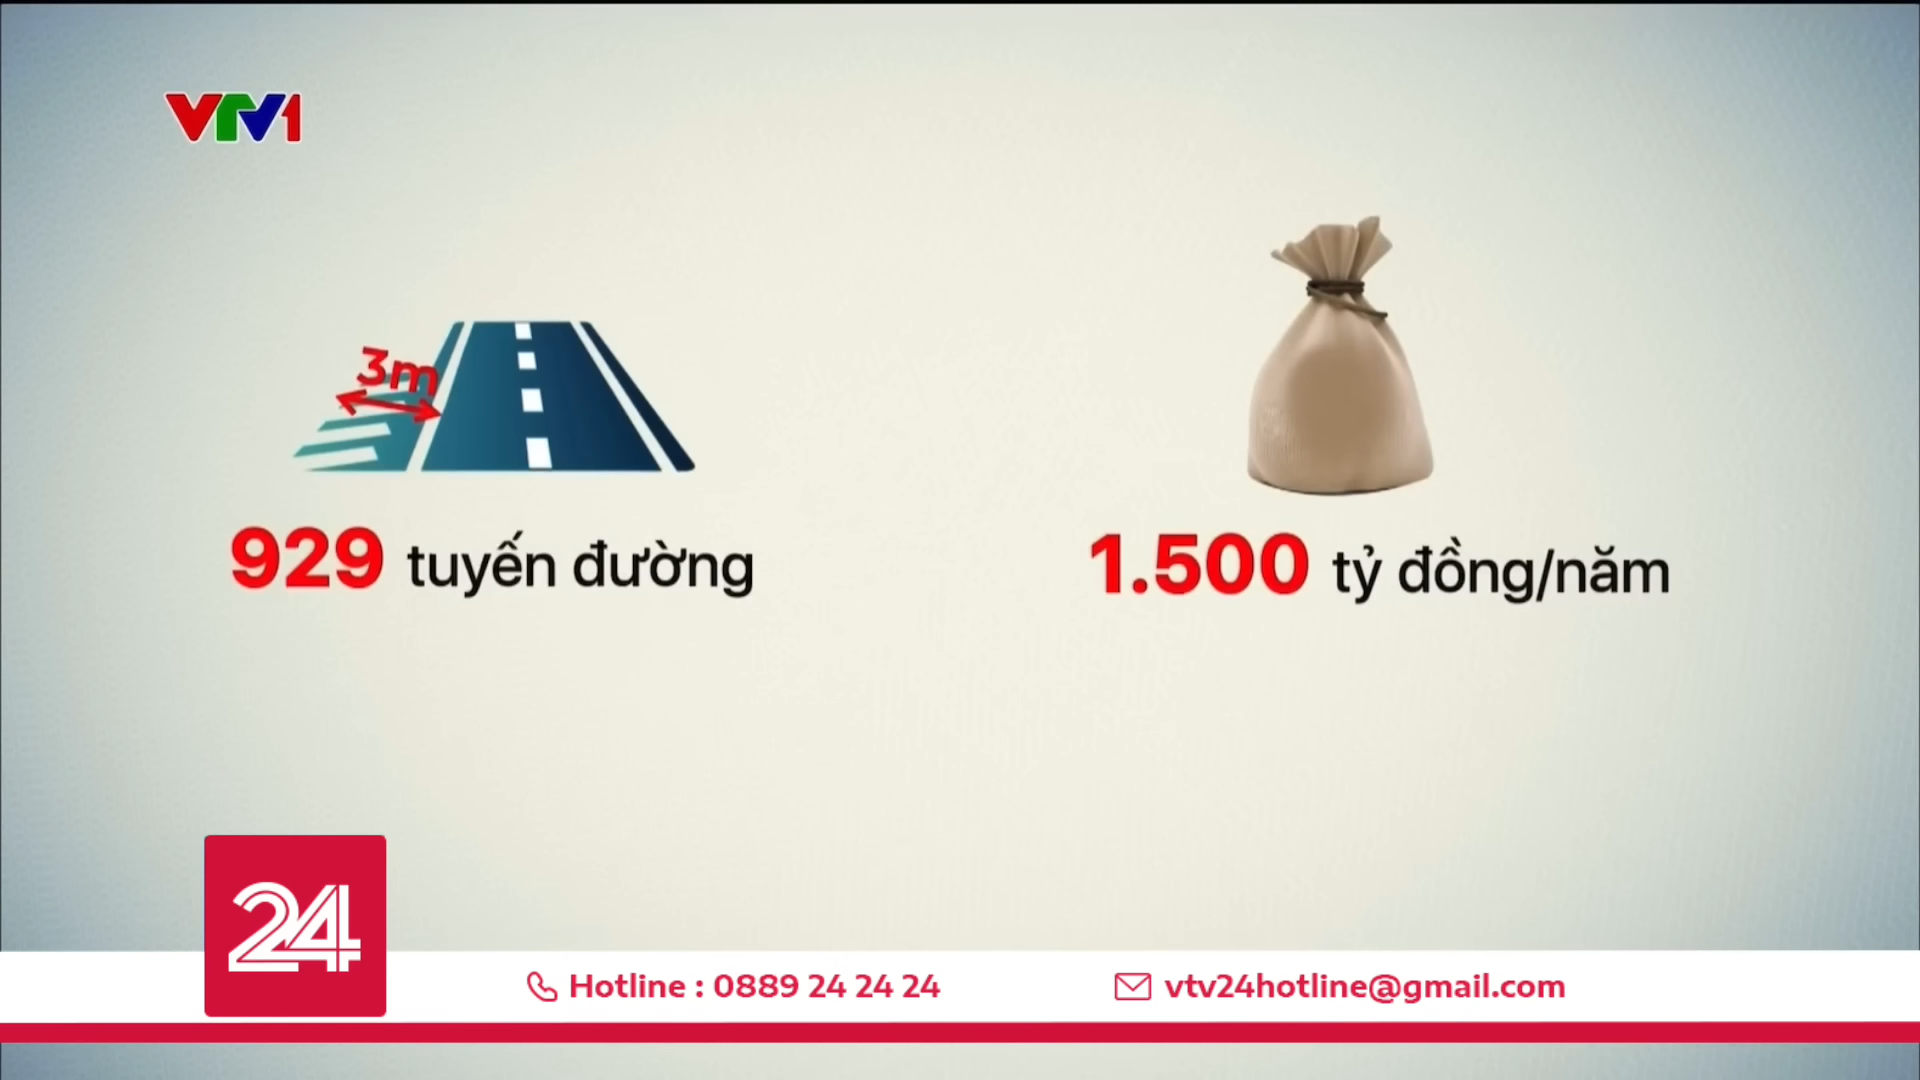 VTV1
3m
929 tuyến đường
1.500 tỷ đồng/năm
24
Hotline : 0889 24 24 24
vtv24hotline@gmail.com